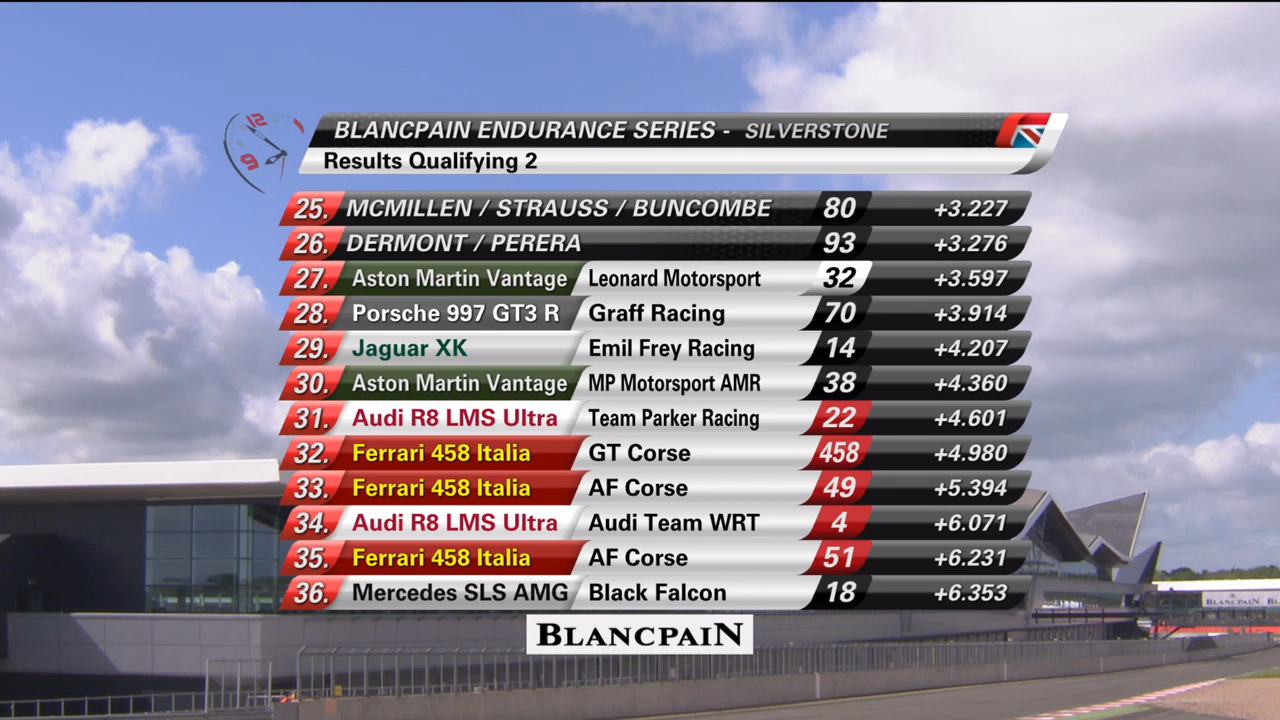 BLANCPAIN ENDURANCE SERIES - SILVERSTONE
Results Qualifying 2
25. MCMILLEN / STRAUSS / BUNCOMBE 80 +3.227
26. DERMONT / PERERA 93 +3.276
27. Aston Martin Vantage Leonard Motorsport 32 +3.597
28. Porsche 997 GT3 R Graff Racing 70 +3.914
29. Jaguar XK Emil Frey Racing 14 +4.207
30. Aston Martin Vantage MP Motorsport AMR 38 +4.360
31. Audi R8 LMS Ultra Team Parker Racing 22 +4.601
32. Ferrari 458 Italia GT Corse 458 +4.980
33. Ferrari 458 Italia AF Corse 49 +5.394
34. Audi R8 LMS Ultra Audi Team WRT 4 +6.071
35. Ferrari 458 Italia AF Corse 51 +6.231
36. Mercedes SLS AMG Black Falcon 18 +6.353
BLANCPAIN
BLANCPAIN